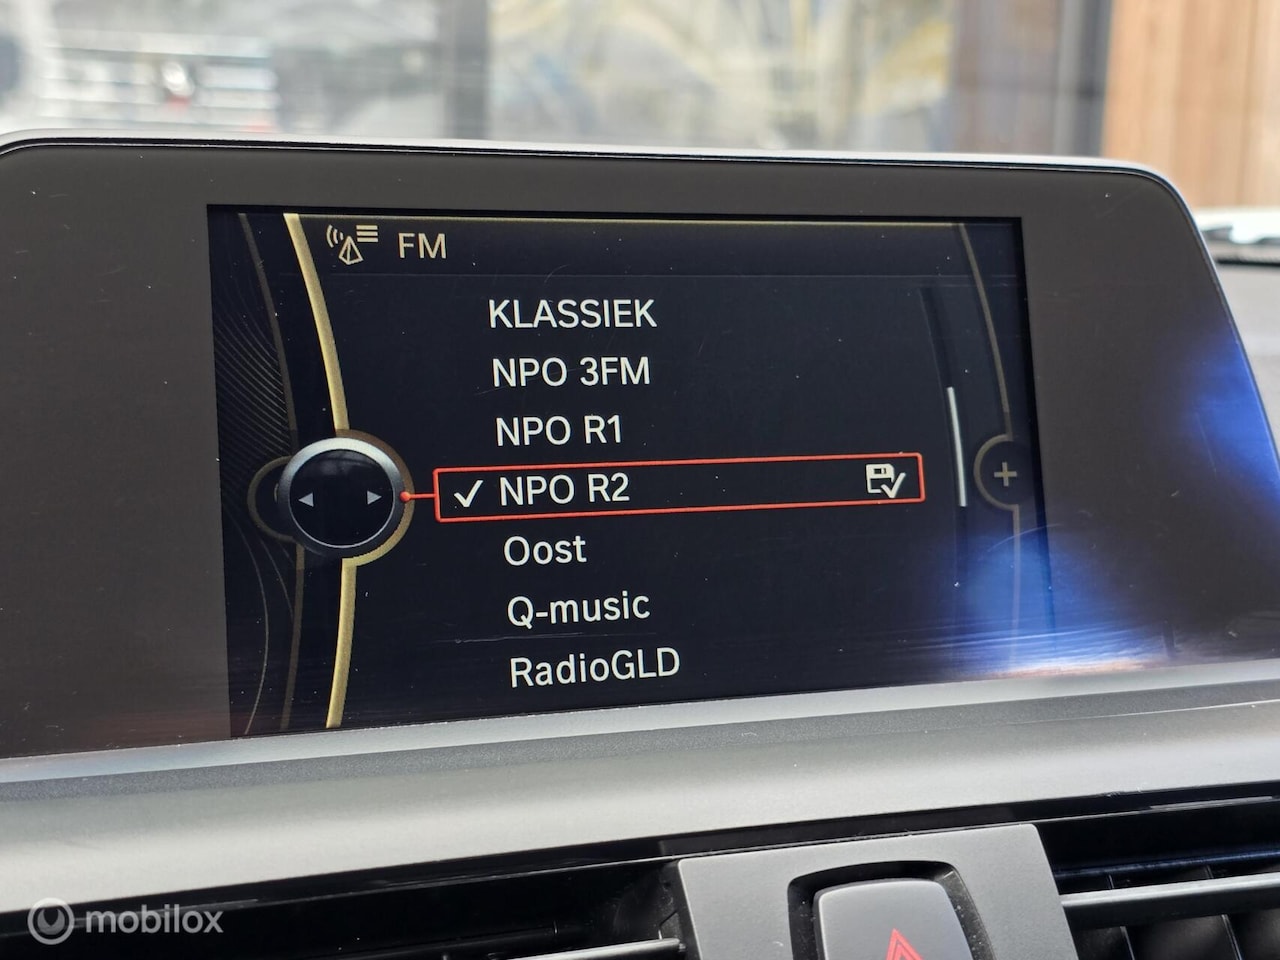 FM
KLASSIEK
NPO 3FM
NPO R1
NPO R2
Oost
Q-music
RadioGLD
mobilox